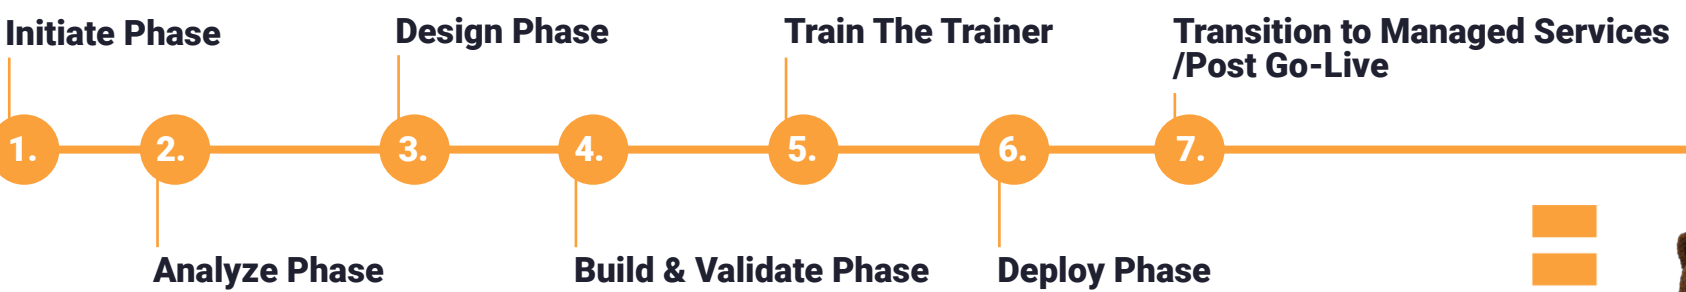 Initiate Phase
Design Phase
Train The Trainer
Transition to Managed Services
/Post Go-Live
1.
2.
3.
4.
5.
6.
7.
Analyze Phase
Build & Validate Phase
Deploy Phase